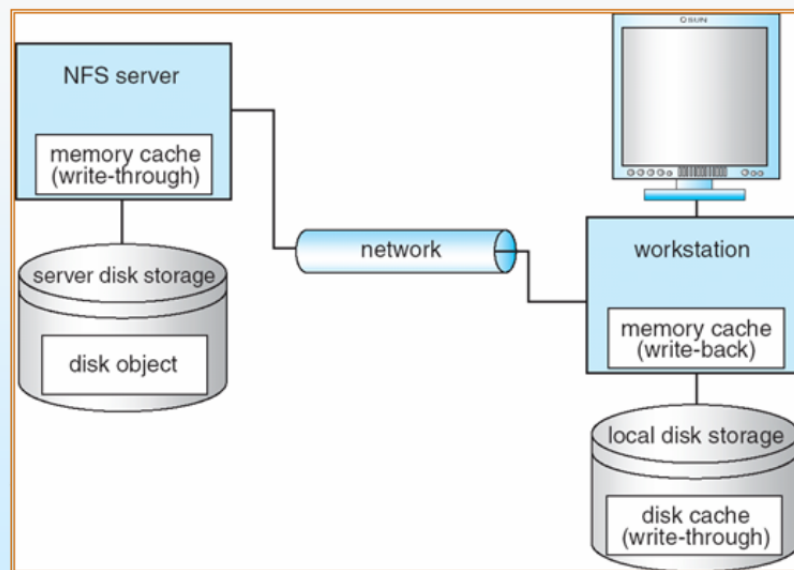 SUN
NFS server
memory cache
(write-through)
server disk storage
disk object
network
workstation
memory cache
(write-back)
local disk storage
disk cache
(write-through)